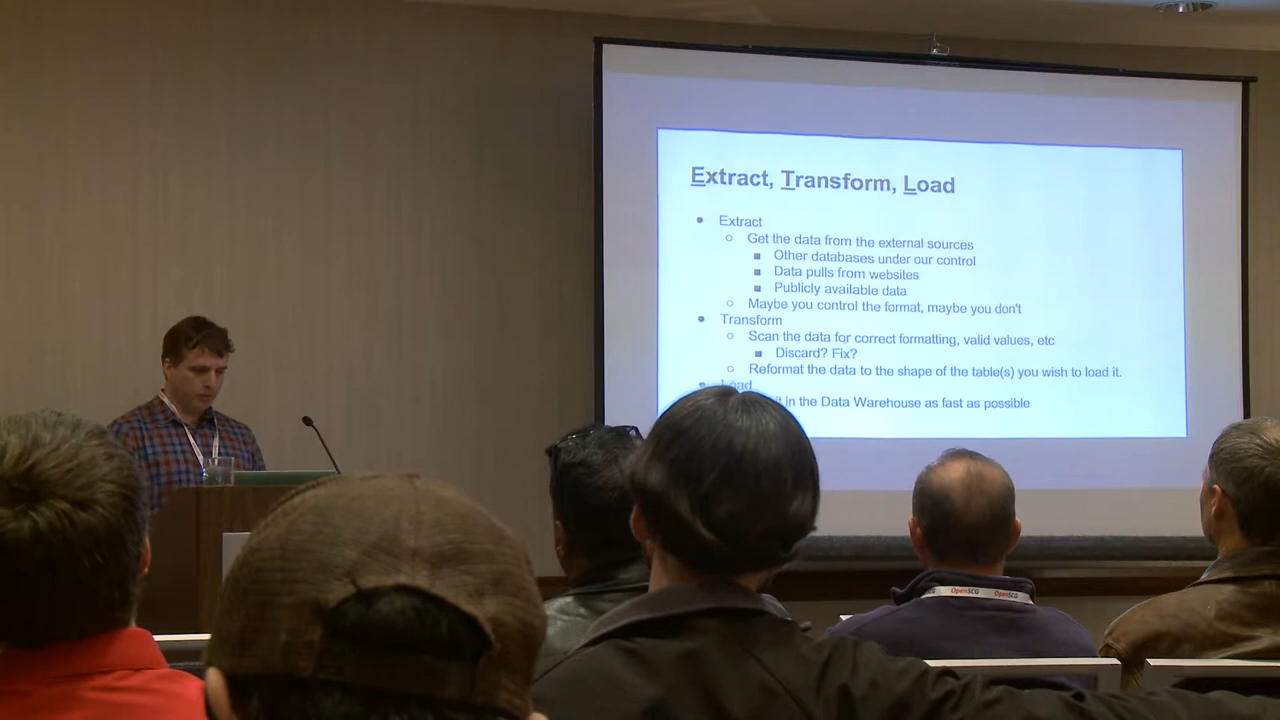 Extract, Transform, Load
● Extract
○ Get the data from the external sources
■ Other databases under our control
■ Data pulls from websites
■ Publicly available data
○ Maybe you control the format, maybe you don't
● Transform
○ Scan the data for correct formatting, valid values, etc
■ Discard? Fix?
○ Reformat the data to the shape of the table(s) you wish to load it.
● Load
it in the Data Warehouse as fast as possible
OpenSCG OpenSCG